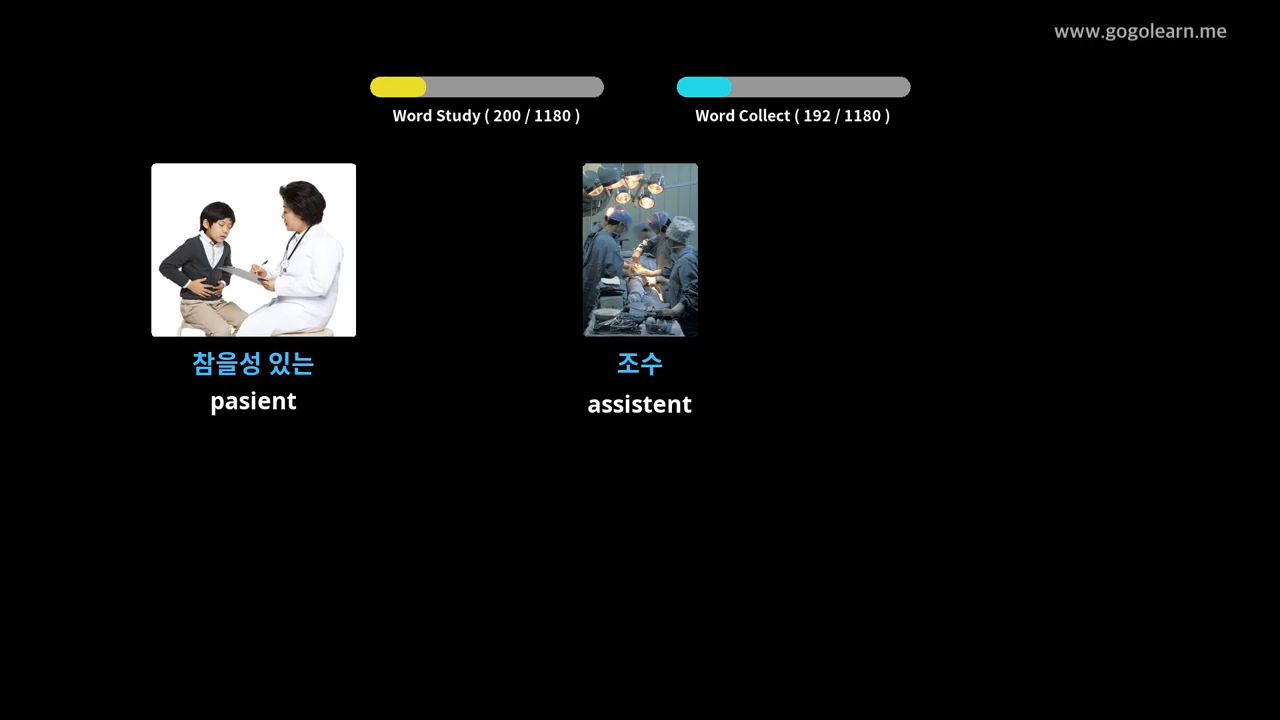 www.gogolearn.me
Word Study ( 200 / 1180 )
Word Collect ( 192 / 1180 )
참을성 있는
pasient
조수
assistent